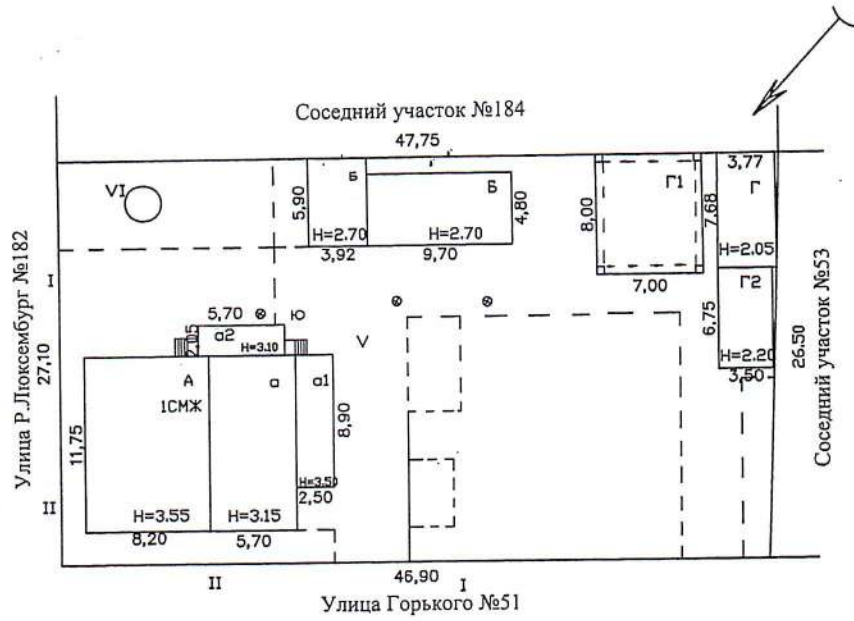 Соседний участок №184
47,75
Улица Р.Люксембург №182
27,10
I
II
VI
5,90
Б
H=2.70
3,92
Б
H=2.70
9,70
4,80
8,00
Г1
7,00
3,77
Г
7,68
H=2.05
Г2
6,75
H=2.20
3,50
26.50
Соседний участок №53
5,70
Ю
а2
H=3.10
V
А
1СМЖ
11,75
H=3.55
8,20
а
H=3.15
5,70
а1
8,90
H=3.50
2,50
II
46,90
I
Улица Горького №51